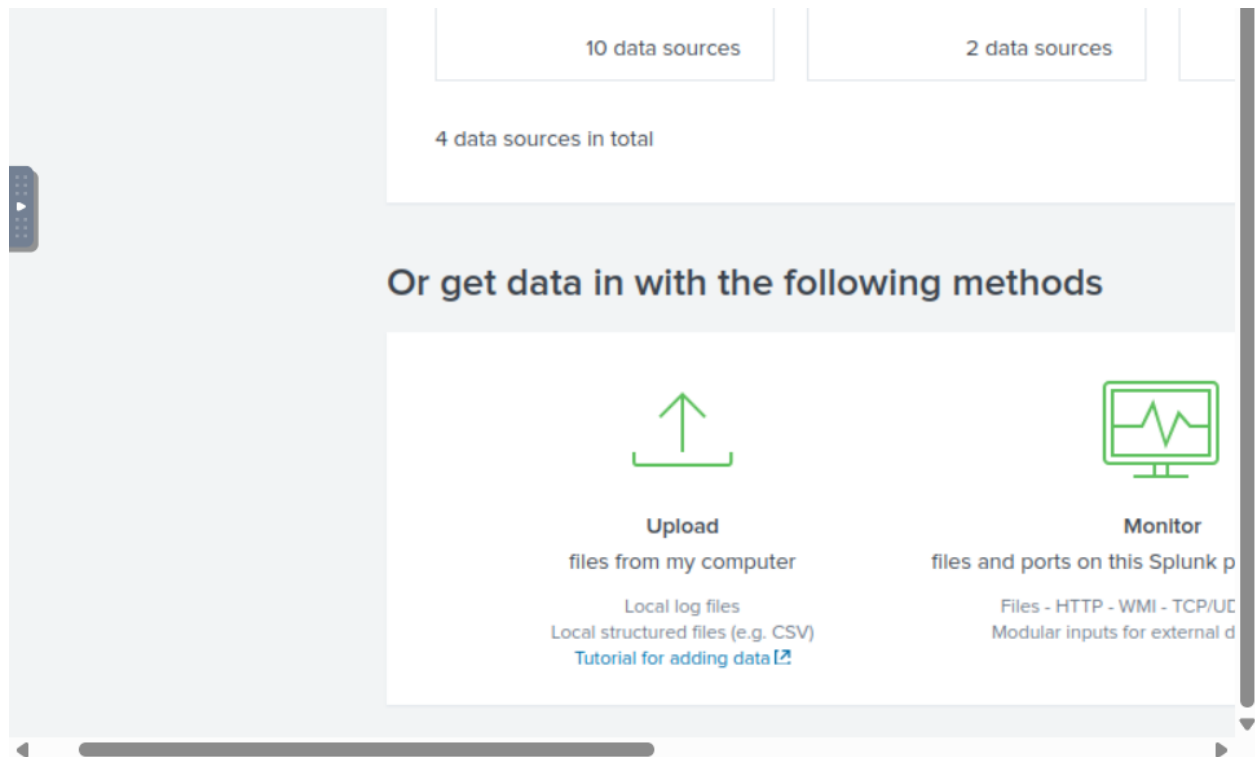 10 data sources
2 data sources
4 data sources in total
Or get data in with the following methods
Upload
files from my computer
Local log files
Local structured files (e.g. CSV)
Tutorial for adding data
Monitor
files and ports on this Splunk p
Files - HTTP - WMI - TCP/UD
Modular inputs for external d